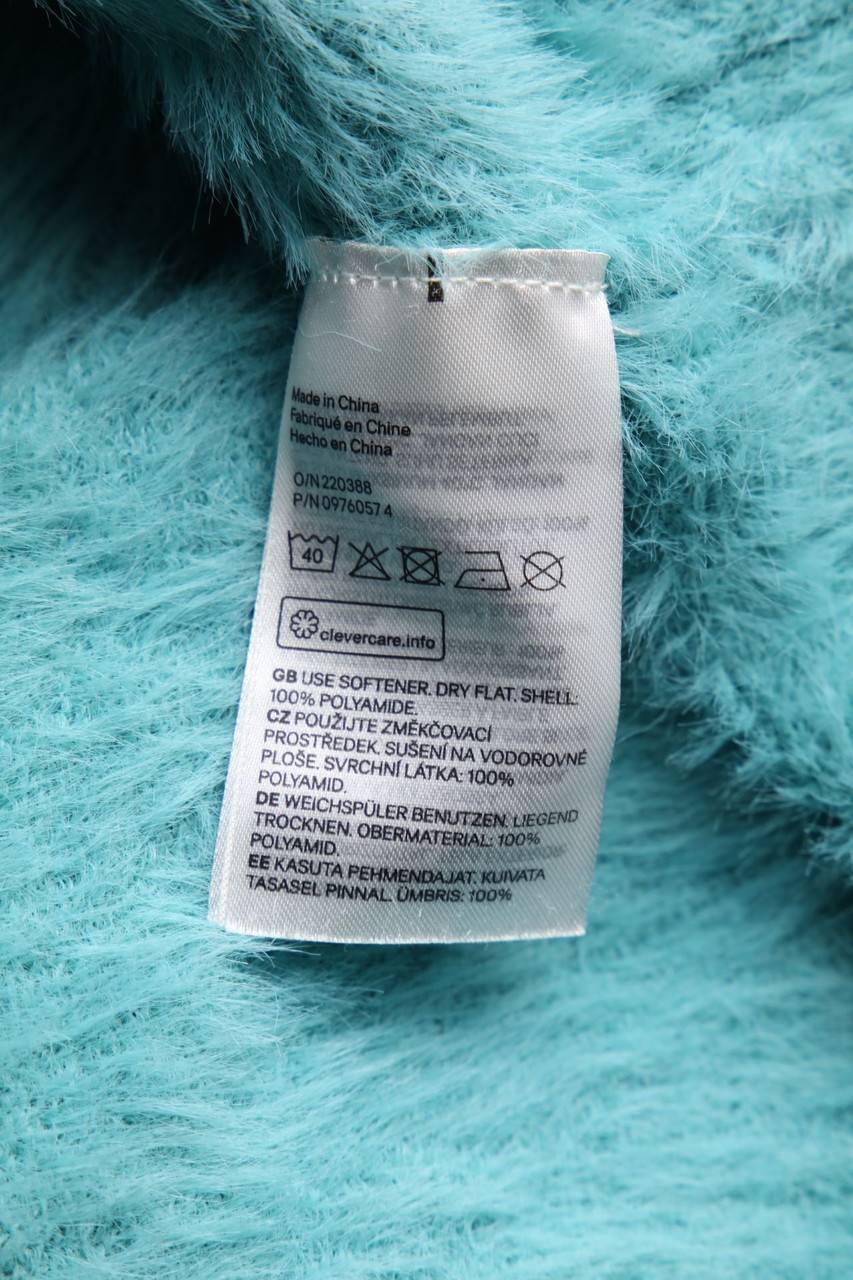 Made in China
Fabriqué en Chine
Hecho en China
O/N 220388
P/N 0976057 4
40
clevercare.info
GB USE SOFTENER. DRY FLAT. SHELL:
100% POLYAMIDE.
CZ POUŽIJTE ZMĚKČOVACÍ
PROSTŘEDEK. SUŠENÍ NA VODOROVNÉ
PLOŠE. SVRCHNÍ LÁTKA: 100%
POLYAMID.
DE WEICHSPÜLER BENUTZEN. LIEGEND
TROCKNEN. OBERMATERIAL: 100%
POLYAMID.
EE KASUTA PEHMENDAJAT. KUIVATA
TASASEL PINNAL. ÜMBRIS: 100%